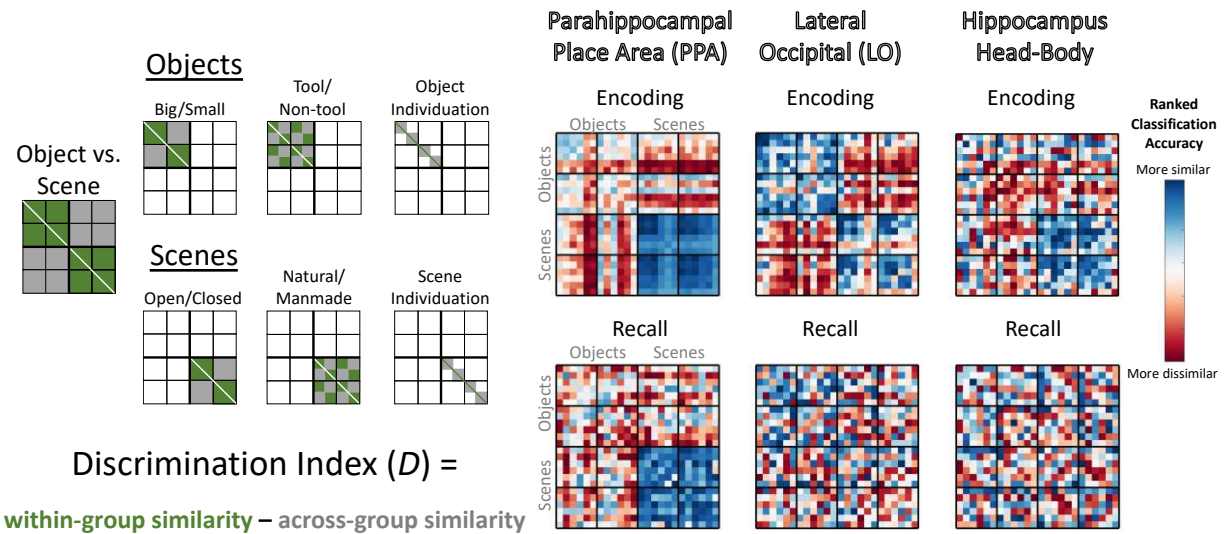 Objects
Big/Small
Tool/
Non-tool
Object
Individuation
Object vs.
Scene
Scenes
Open/Closed
Natural/
Manmade
Scene
Individuation
Discrimination Index (D) =
within-group similarity – across-group similarity
Parahippocampal
Place Area (PPA)
Lateral
Occipital (LO)
Hippocampus
Head-Body
Encoding
Encoding
Encoding
Objects
Scenes
Objects
Scenes
Recall
Recall
Recall
Objects
Scenes
Objects
Scenes
Ranked
Classification
Accuracy
More similar
More dissimilar